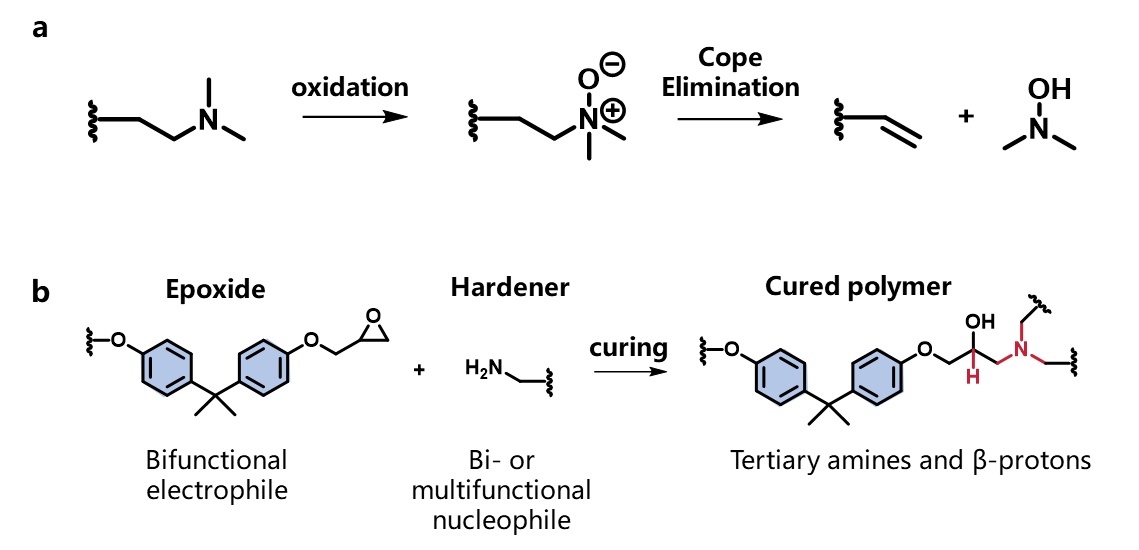 a
oxidation
Cope
Elimination
N
O⊖
N⊕
+
OH
N
b
Epoxide
Hardener
Cured polymer
O
O
O
+
H₂N
curing
O
O
OH
H
N
Bifunctional
electrophile
Bi- or
multifunctional
nucleophile
Tertiary amines and β-protons